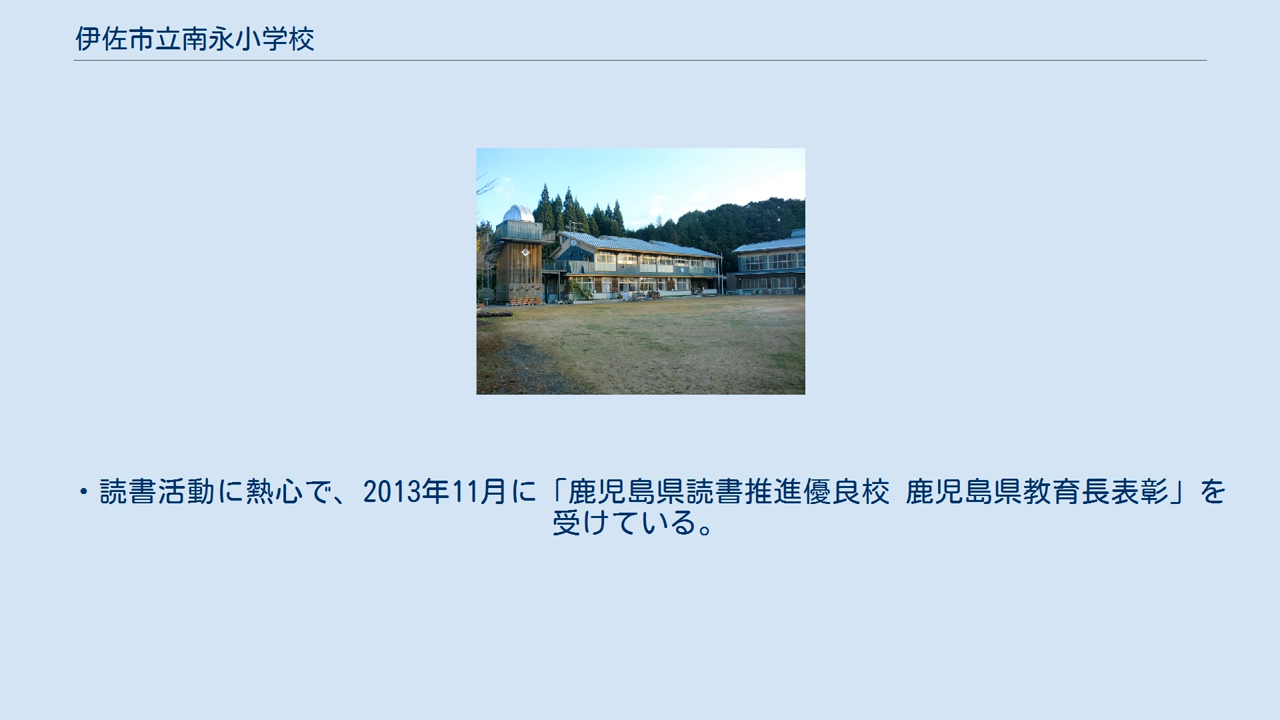 伊佐市立南永小学校
・読書活動に熱心で、2013年11月に「鹿児島県読書推進優良校 鹿児島県教育長表彰」を
受けている。